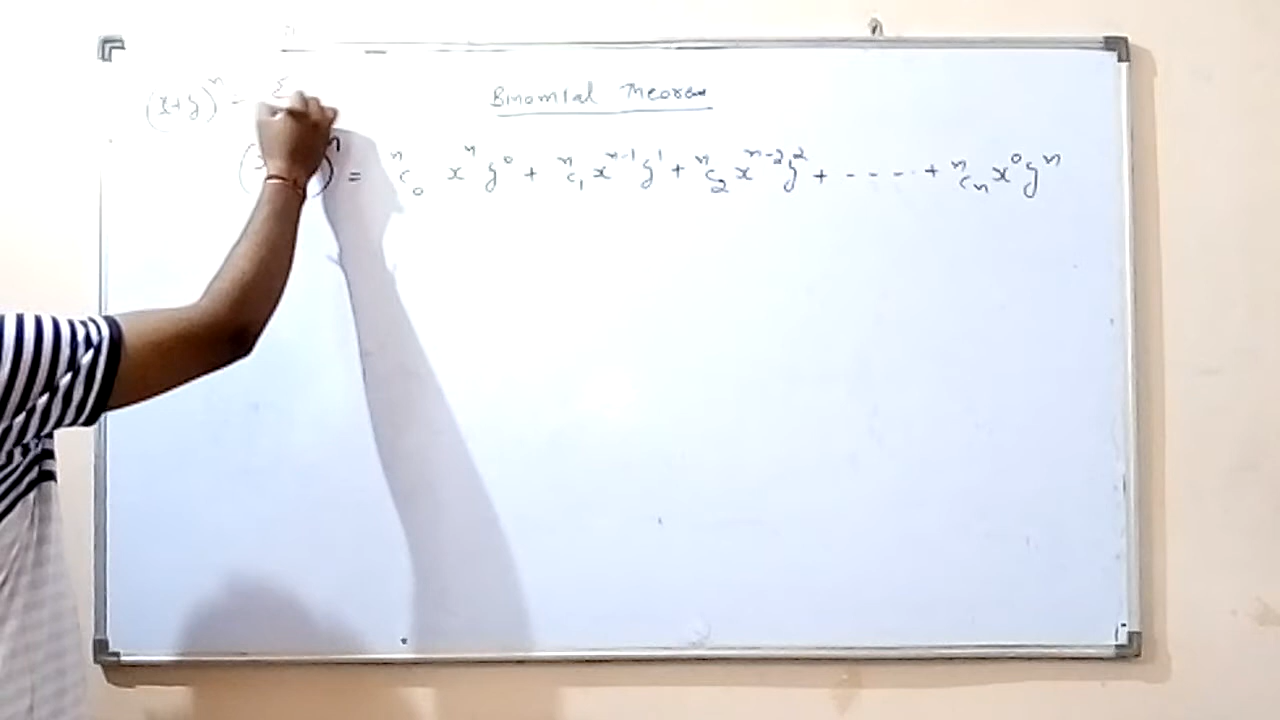 Binomial Theorem
(x+y)ⁿ =
ⁿ = ⁿC₀ xⁿ y⁰ + ⁿC₁ xⁿ⁻¹ y¹ + ⁿC₂ xⁿ⁻² y² + - - - - + ⁿCₙ x⁰ yⁿ